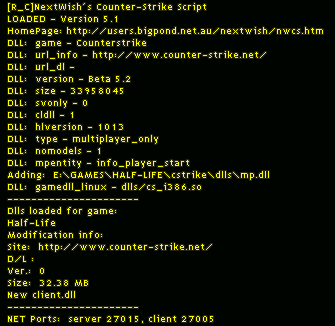 [R_C]NextWish's Counter-Strike Script
LOADED - Version 5.1
HomePage: http://users.bigpond.net.au/nextwish/nwcs.htm
DLL: game - Counterstrike
DLL: url_info - http://www.counter-strike.net/
DLL: url_dl -
DLL: version - Beta 5.2
DLL: size - 33958045
DLL: svonly - 0
DLL: cldll - 1
DLL: hlversion - 1013
DLL: type - multiplayer_only
DLL: nomodels - 1
DLL: mpentity - info_player_start
Adding: E:\GAMES\HALF-LIFE\cstrike\dlls\mp.dll
DLL: gamedll_linux - dlls/cs_i386.so
-----------------------
Dlls loaded for game:
Half-Life
Modification info:
Site: http://www.counter-strike.net/
D/L :
Ver.: 0
Size: 32.38 MB
New client.dll
-----------------------
NET Ports: server 27015, client 27005